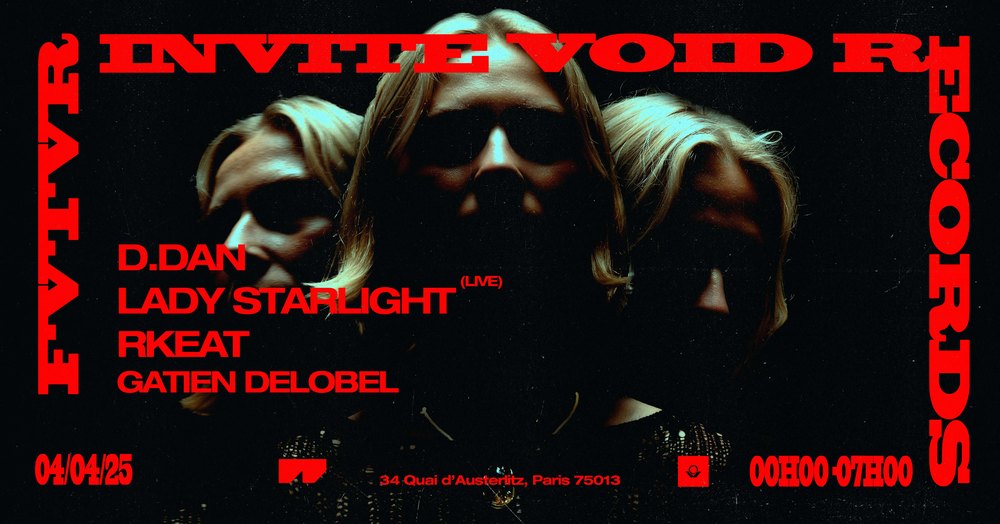 FVTVR INVITE VOID RECORDS
D.DAN
LADY STARLIGHT (LIVE)
RKEAT
GATIEN DELOBEL
04/04/25
34 Quai d'Austerlitz, Paris 75013
00H00-07H00